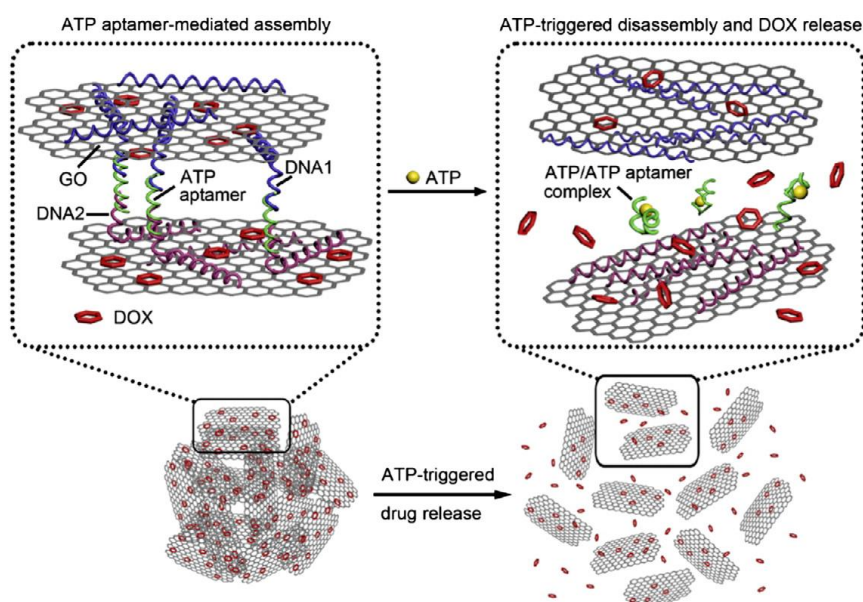 ATP aptamer-mediated assembly
ATP-triggered disassembly and DOX release
GO
DNA1
ATP
aptamer
DNA2
DOX
ATP
ATP/ATP aptamer
complex
ATP-triggered
drug release